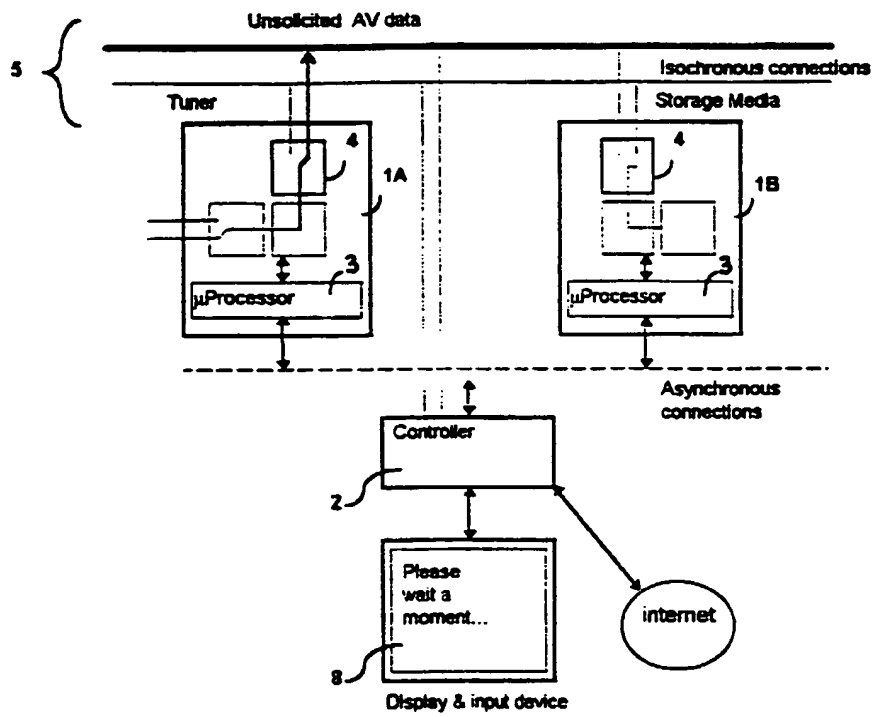 Unsolicited AV data
5
Isochronous connections
Tuner
Storage Media
4
4
1A
1B
3
3
µProcessor
µProcessor
Asynchronous
connections
Controller
2
Please
wait a
moment...
internet
8
Display & input device